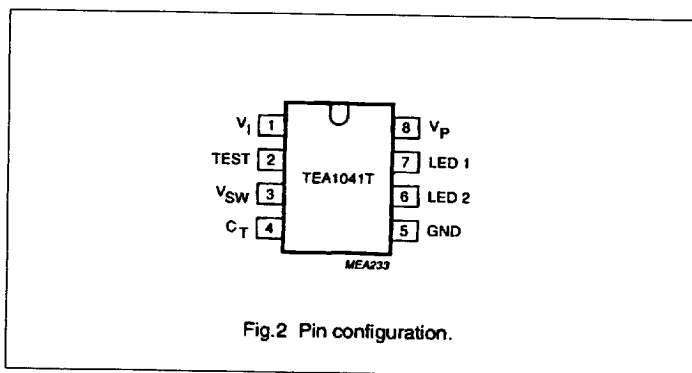 V_I 1
TEST 2
V_SW 3
C_T 4
TEA1041T
8 V_P
7 LED 1
6 LED 2
5 GND
MEA233
Fig.2 Pin configuration.